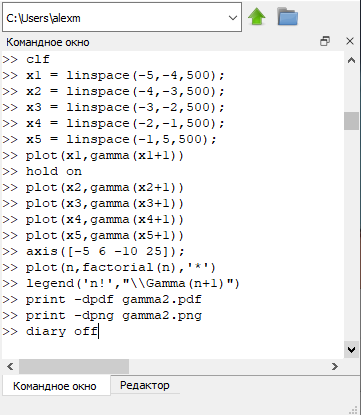 C:\Users\alexm
Командное окно
>> clf
>> x1 = linspace(-5,-4,500);
>> x2 = linspace(-4,-3,500);
>> x3 = linspace(-3,-2,500);
>> x4 = linspace(-2,-1,500);
>> x5 = linspace(-1,5,500);
>> plot(x1,gamma(x1+1))
>> hold on
>> plot(x2,gamma(x2+1))
>> plot(x3,gamma(x3+1))
>> plot(x4,gamma(x4+1))
>> plot(x5,gamma(x5+1))
>> axis([-5 6 -10 25]);
>> plot(n,factorial(n),'*')
>> legend('n!',"\\Gamma(n+1)")
>> print -dpdf gamma2.pdf
>> print -dpng gamma2.png
>> diary off
Командное окно Редактор